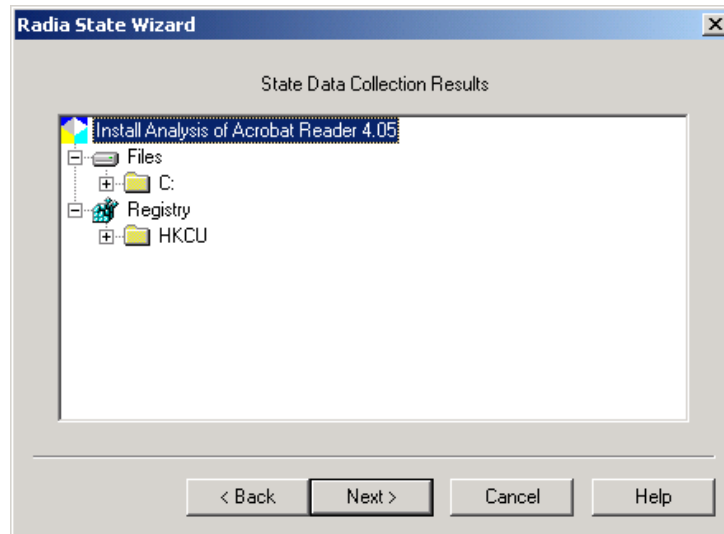 Radia State Wizard
State Data Collection Results
Install Analysis of Acrobat Reader 4.05
Files
C:
Registry
HKCU
< Back Next > Cancel Help